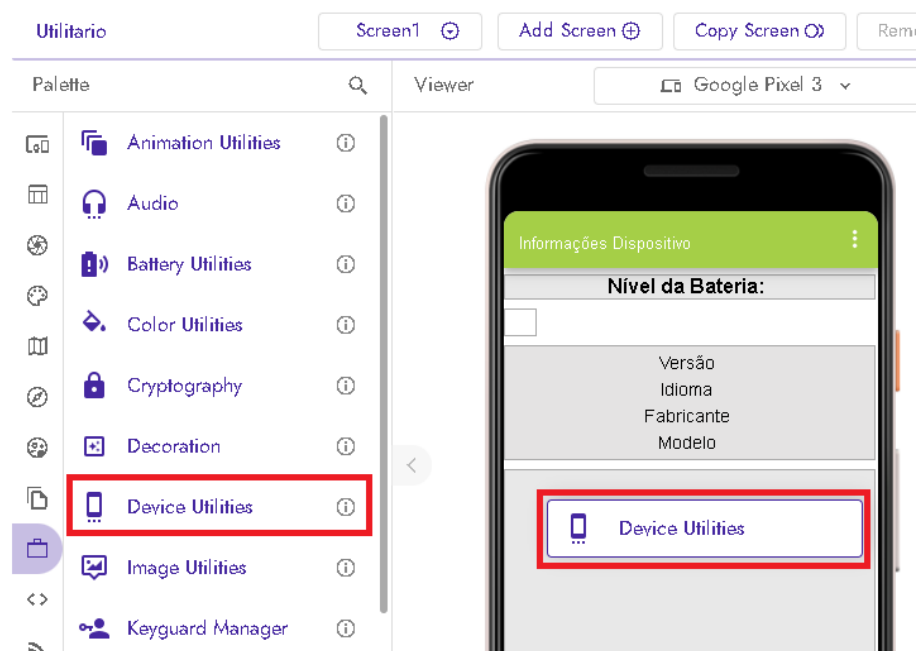 Utilitario
Screen1
Add Screen
Copy Screen
Palette
Viewer
Google Pixel 3
Animation Utilities
Audio
Battery Utilities
Color Utilities
Cryptography
Decoration
Device Utilities
Image Utilities
Keyguard Manager
Informações Dispositivo
Nível da Bateria:
Versão
Idioma
Fabricante
Modelo
Device Utilities